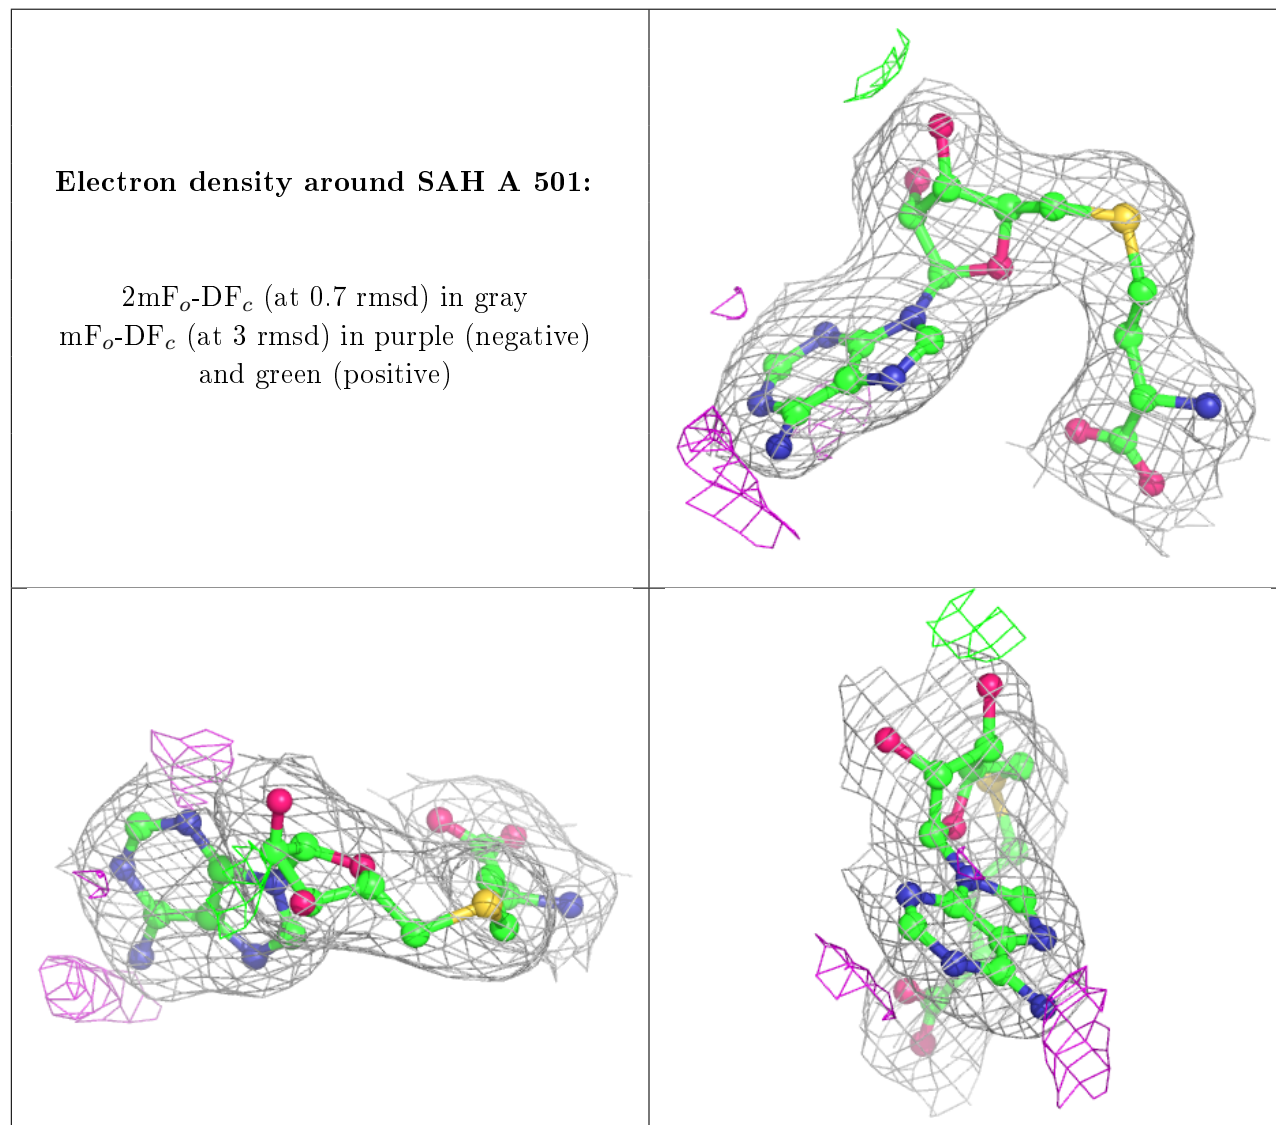 Electron density around SAH A 501:
2mFo-DFc (at 0.7 rmsd) in gray
mFo-DFc (at 3 rmsd) in purple (negative)
and green (positive)